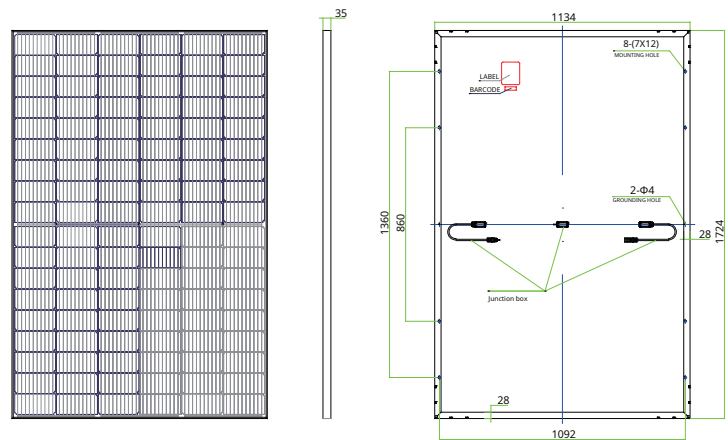 35
1134
8-(7X12)
MOUNTING HOLE
LABEL
BARCODE
2-Φ4
GROUNDING HOLE
1360
860
28
1724
Junction box
28
1092